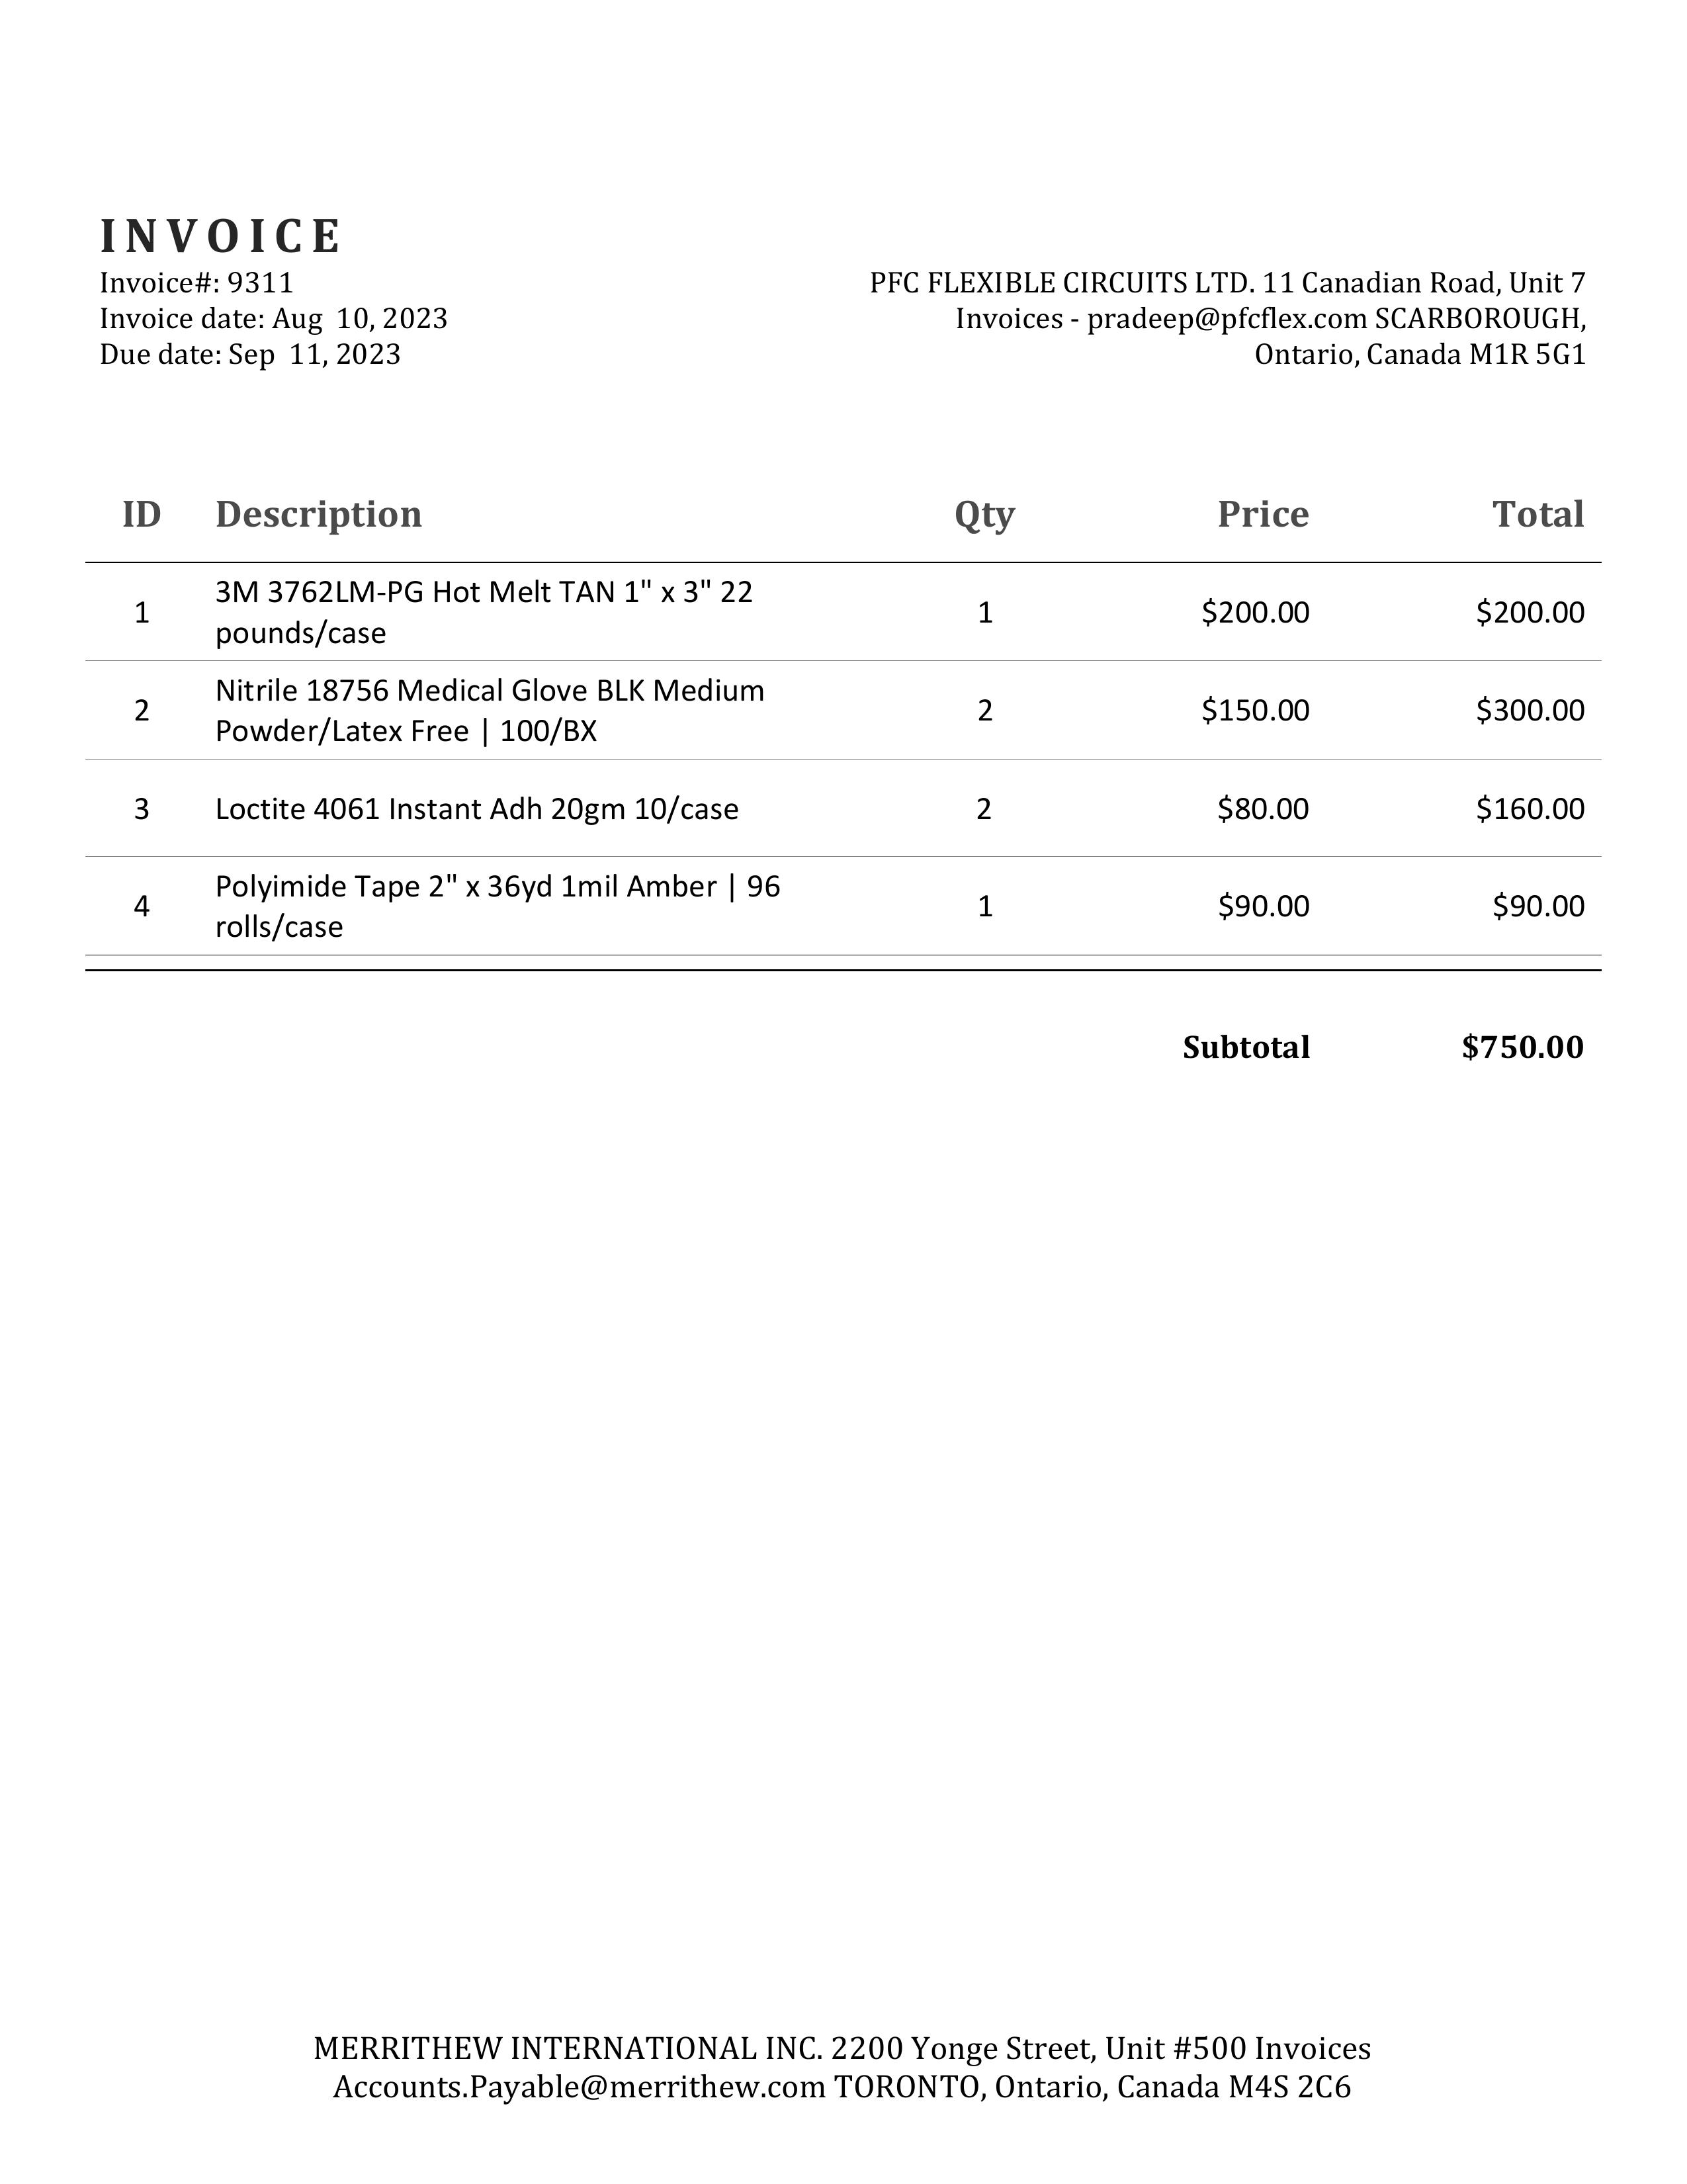 INVOICE
Invoice#: 9311
Invoice date: Aug  10, 2023
Due date: Sep  11, 2023
PFC FLEXIBLE CIRCUITS LTD. 11 Canadian Road, Unit 7
Invoices - pradeep@pfcflex.com SCARBOROUGH,
Ontario, Canada M1R 5G1
ID Description Qty Price Total
1 3M 3762LM-PG Hot Melt TAN 1" x 3" 22
pounds/case 1 $200.00 $200.00
2 Nitrile 18756 Medical Glove BLK Medium
Powder/Latex Free | 100/BX 2 $150.00 $300.00
3 Loctite 4061 Instant Adh 20gm 10/case 2 $80.00 $160.00
4 Polyimide Tape 2" x 36yd 1mil Amber | 96
rolls/case 1 $90.00 $90.00
Subtotal $750.00
MERRITHEW INTERNATIONAL INC. 2200 Yonge Street, Unit #500 Invoices
Accounts.Payable@merrithew.com TORONTO, Ontario, Canada M4S 2C6